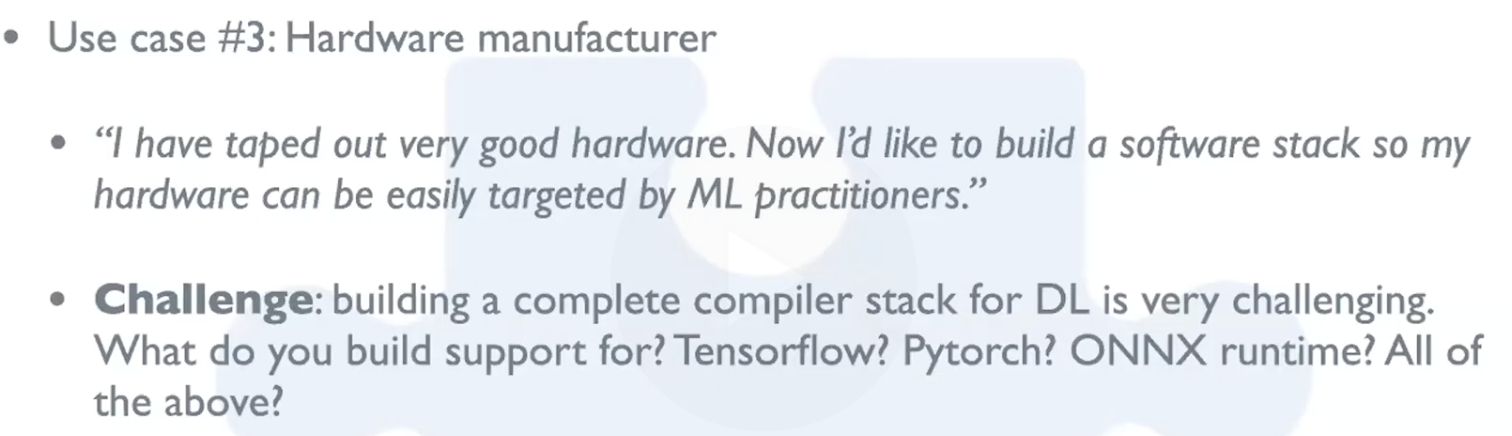 • Use case #3: Hardware manufacturer
• “I have taped out very good hardware. Now I’d like to build a software stack so my
hardware can be easily targeted by ML practitioners.”
• Challenge: building a complete compiler stack for DL is very challenging.
What do you build support for? Tensorflow? Pytorch? ONNX runtime? All of
the above?